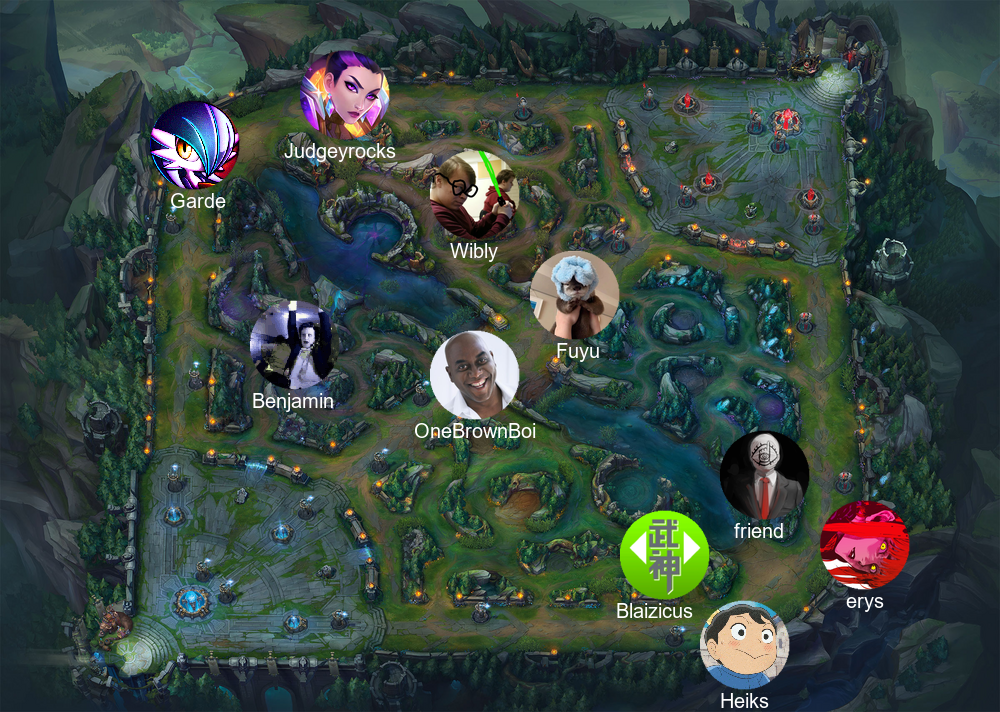 Judgeyrocks
Garde
Wibly
Fuyu
Benjamin
OneBrownBoi
friend
武
神
Blaizicus
erys
Heiks